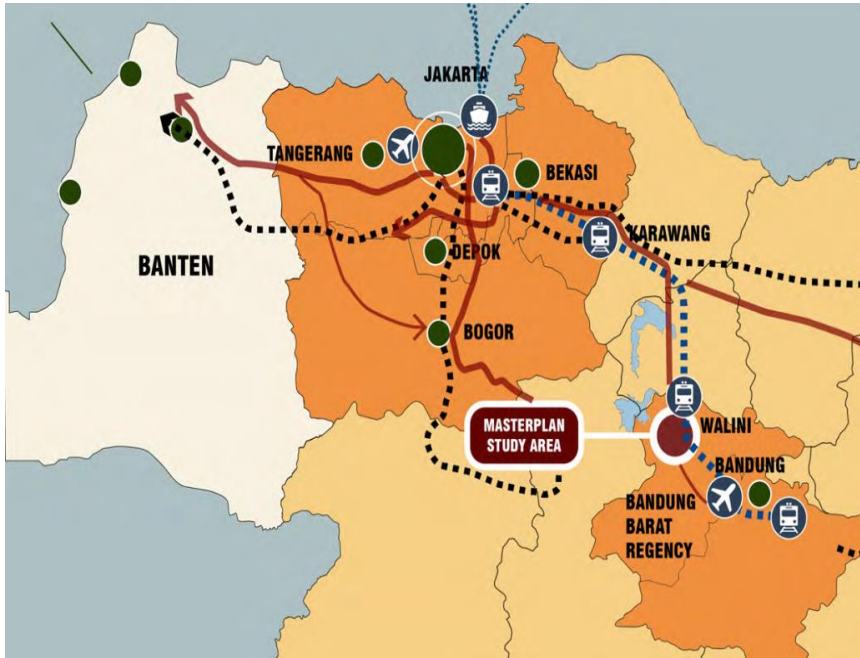 JAKARTA
TANGERANG
BEKASI
KARAWANG
DEPOK
BANTEN
BOGOR
MASTERPLAN
STUDY AREA
WALINI
BANDUNG
BANDUNG
BARAT
REGENCY